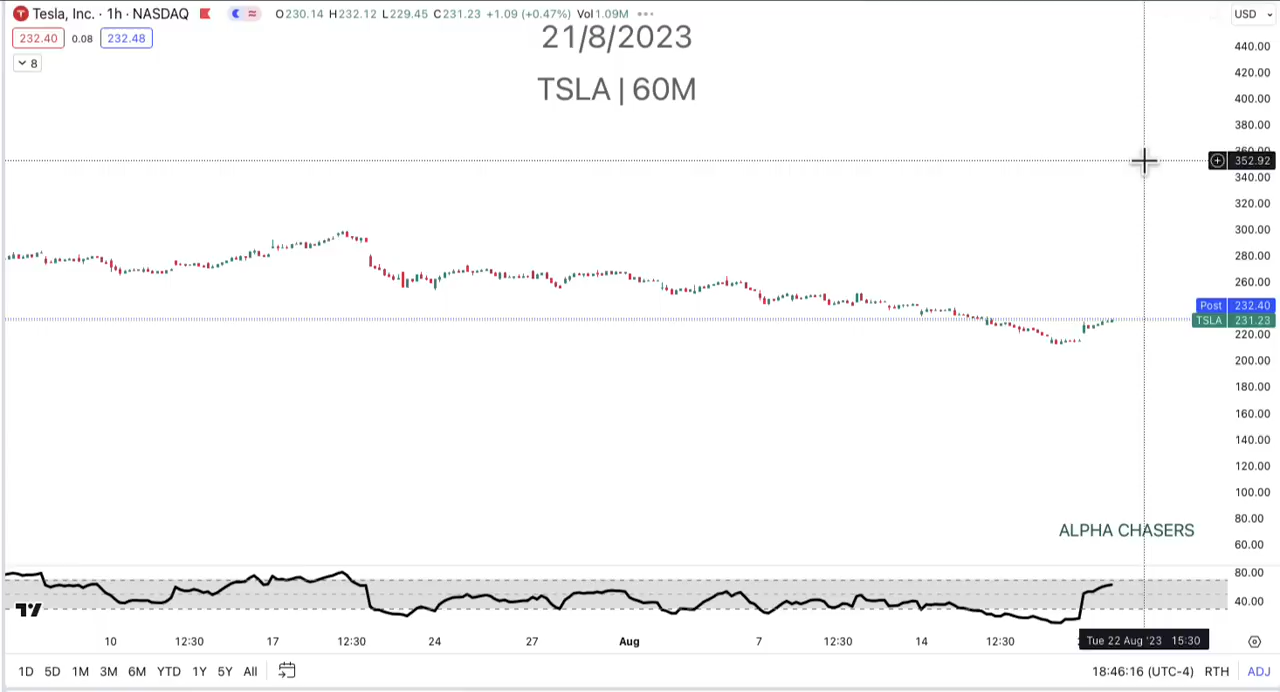 Tesla, Inc. · 1h · NASDAQ O230.14 H232.12 L229.45 C231.23 +1.09 (+0.47%) Vol1.09M
USD
232.40 0.08 232.48
8
21/8/2023
TSLA | 60M
440.00
420.00
400.00
380.00
360.00
352.92
340.00
320.00
300.00
280.00
260.00
Post 232.40
TSLA 231.23
220.00
200.00
180.00
160.00
140.00
120.00
100.00
80.00
ALPHA CHASERS
60.00
80.00
40.00
10 12:30 17 12:30 24 27 Aug 7 12:30 14 12:30 Tue 22 Aug '23 15:30
1D 5D 1M 3M 6M YTD 1Y 5Y All 18:46:16 (UTC-4) RTH ADJ